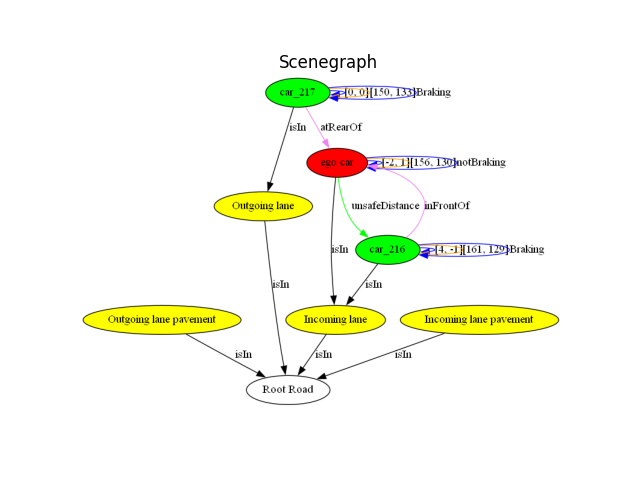 Scenegraph
car_217
[0, 0]
[150, 133]
Braking
isIn
atRearOf
ego car
[-2, 1]
[156, 130]
notBraking
Outgoing lane
unsafeDistance
inFrontOf
isIn
car_216
[4, -1]
[161, 129]
Braking
isIn
isIn
Outgoing lane pavement
Incoming lane
Incoming lane pavement
isIn
isIn
isIn
Root Road